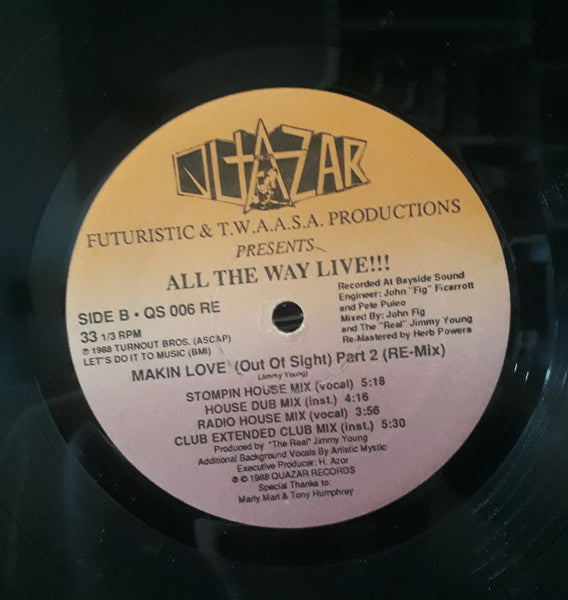 QUAZAR
FUTURISTIC & T.W.A.A.S.A. PRODUCTIONS
PRESENTS
ALL THE WAY LIVE!!!
SIDE B • QS 006 RE
33 1/3 RPM
℗ 1988 TURNOUT BROS. (ASCAP)
LET'S DO IT TO MUSIC (BMI)
Recorded At Bayside Sound
Engineer: John "Fig" Ficarrott
and Pete Puleo
Mixed By: John Fig
and The "Real" Jimmy Young
Re-Mastered by Herb Powers
MAKIN LOVE (Out Of Sight) Part 2 (RE-Mix)
(Jimmy Young)
STOMPIN HOUSE MIX (vocal) 5:18
HOUSE DUB MIX (inst.) 4:16
RADIO HOUSE MIX (vocal) 3:56
CLUB EXTENDED CLUB MIX (inst.) 5:30
Produced by "The Real" Jimmy Young
Additional Background Vocals By Artistic Mystic
Executive Producer: H. Azor
℗ © 1988 QUAZAR RECORDS
Special Thanks to:
Marly Marl & Tony Humphrey